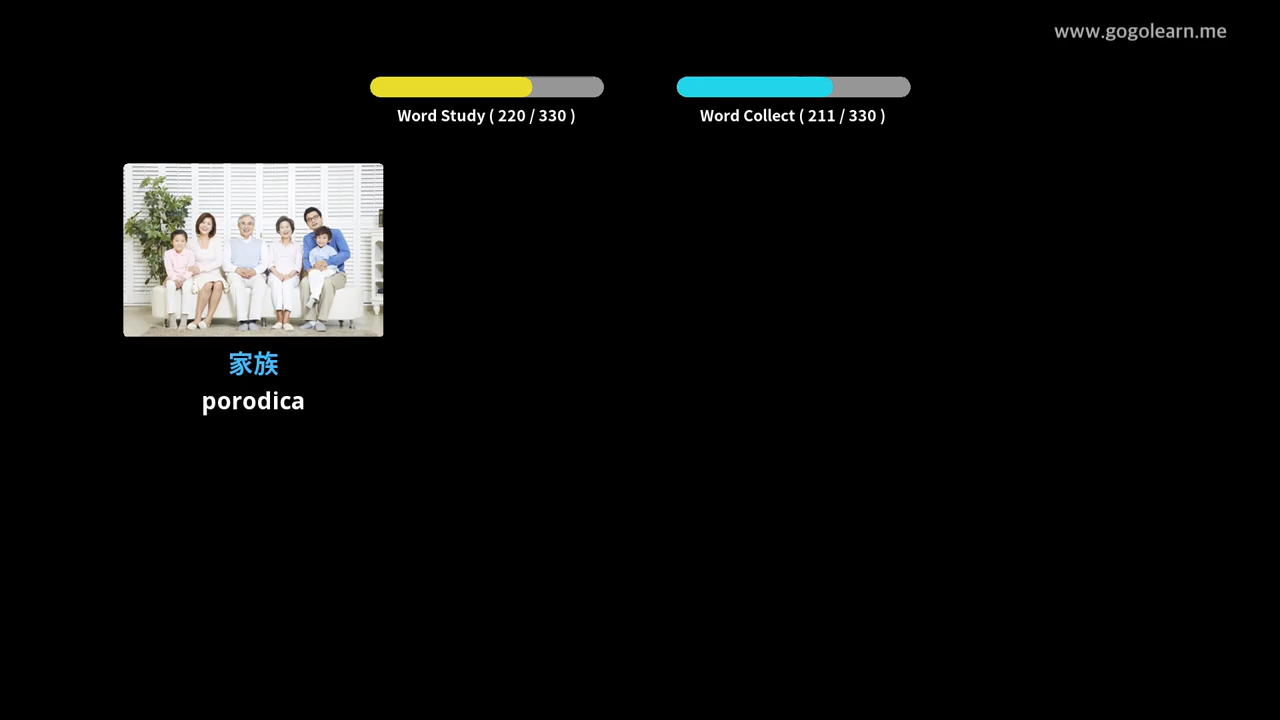 www.gogolearn.me
Word Study ( 220 / 330 )
Word Collect ( 211 / 330 )
家族
porodica